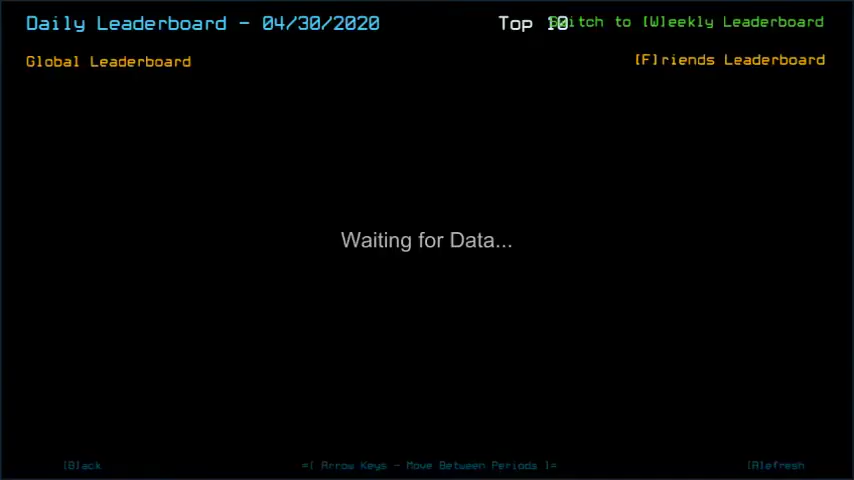 Daily Leaderboard - 04/30/2020
Top 10
Switch to [W]eekly Leaderboard
Global Leaderboard
[F]riends Leaderboard
Waiting for Data...
[B]ack
=[ Arrow Keys - Move Between Periods ]=
[R]efresh